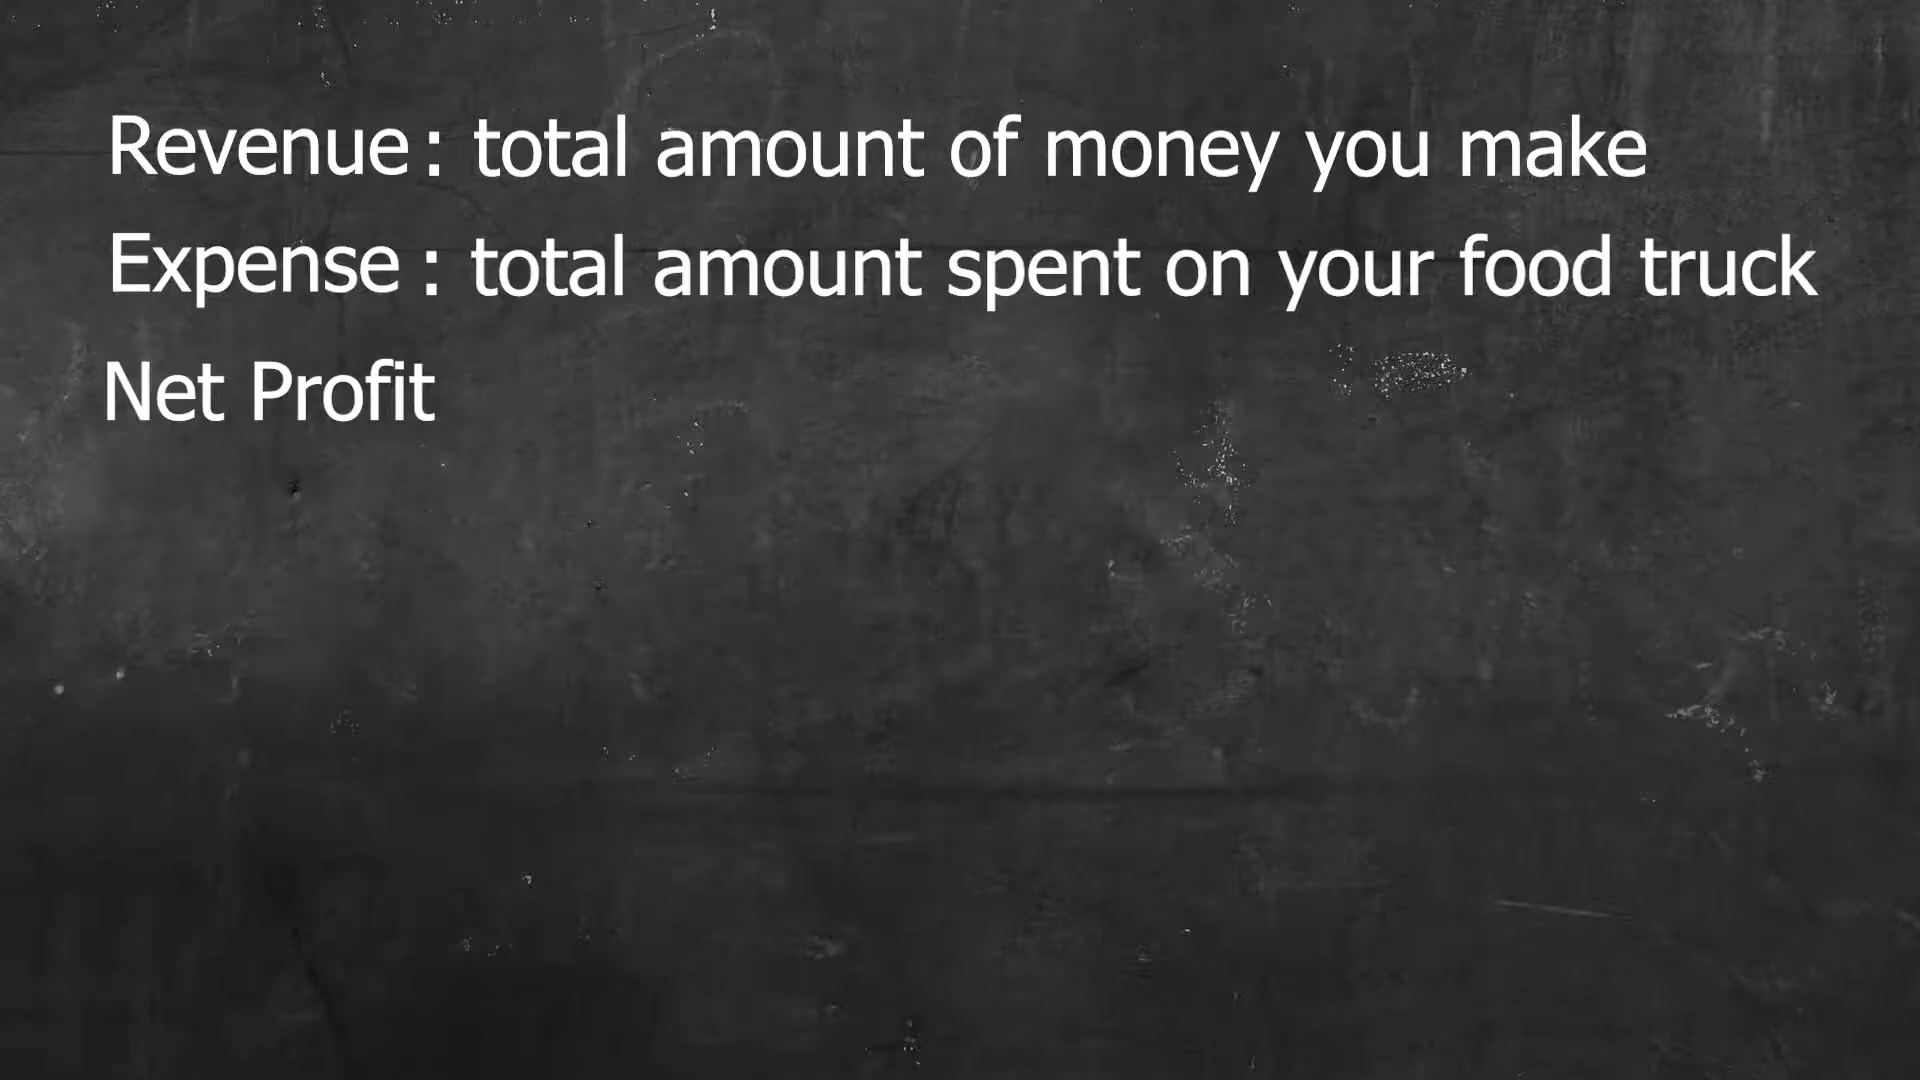 Revenue : total amount of money you make
Expense : total amount spent on your food truck
Net Profit